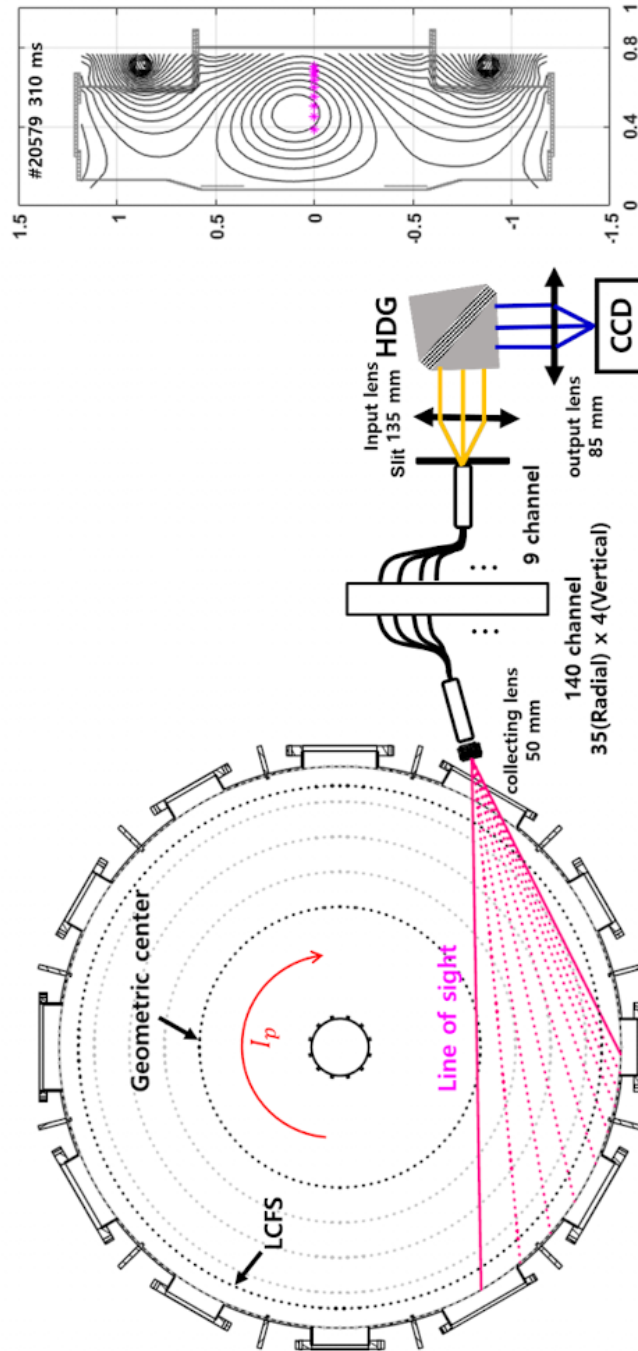 LCFS
Geometric center
I_p
Line of sight
collecting lens
50 mm
140 channel
35(Radial) x 4(Vertical)
...
...
9 channel
Input lens
Slit 135 mm
HDG
output lens
85 mm
CCD
#20579 310 ms
1.5
1
0.5
0
-0.5
-1
-1.5
0
0.4
0.8
1